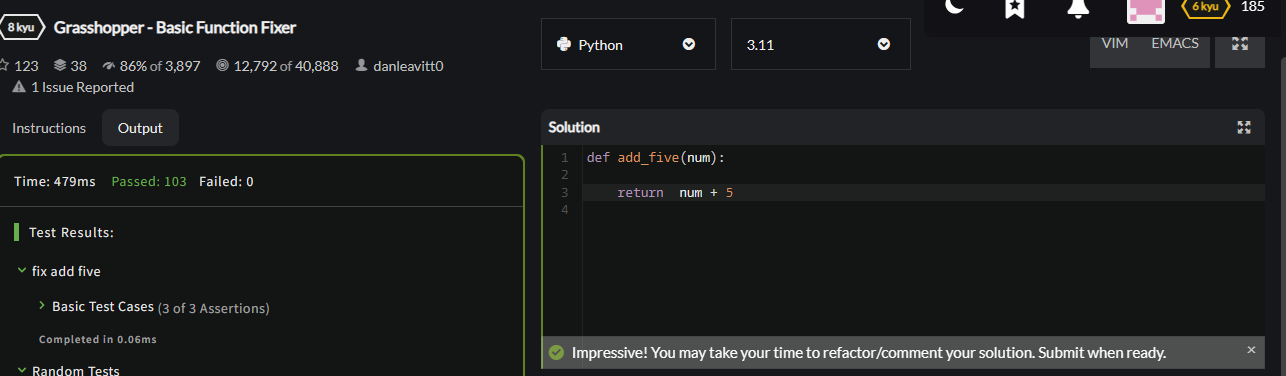 8 kyu Grasshopper - Basic Function Fixer
6 kyu 185
123 38 86% of 3,897 12,792 of 40,888 danleavitt0
1 Issue Reported
Python 3.11
VIM EMACS
Instructions Output
Time: 479ms Passed: 103 Failed: 0
Test Results:
fix add five
Basic Test Cases (3 of 3 Assertions)
Completed in 0.06ms
Random Tests
Solution
1 def add_five(num):
2
3     return  num + 5
4
Impressive! You may take your time to refactor/comment your solution. Submit when ready.